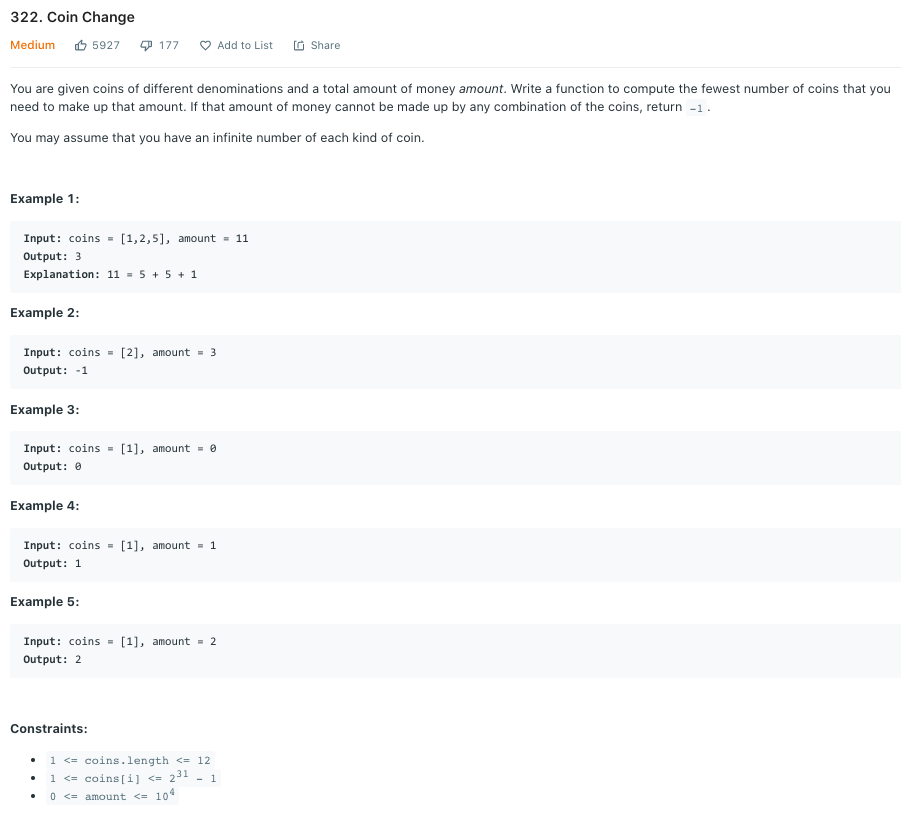 322. Coin Change
Medium 5927 177 Add to List Share
You are given coins of different denominations and a total amount of money amount. Write a function to compute the fewest number of coins that you
need to make up that amount. If that amount of money cannot be made up by any combination of the coins, return -1 .
You may assume that you have an infinite number of each kind of coin.
Example 1:
Input: coins = [1,2,5], amount = 11
Output: 3
Explanation: 11 = 5 + 5 + 1
Example 2:
Input: coins = [2], amount = 3
Output: -1
Example 3:
Input: coins = [1], amount = 0
Output: 0
Example 4:
Input: coins = [1], amount = 1
Output: 1
Example 5:
Input: coins = [1], amount = 2
Output: 2
Constraints:
• 1 <= coins.length <= 12
• 1 <= coins[i] <= 2³¹ - 1
• 0 <= amount <= 10⁴